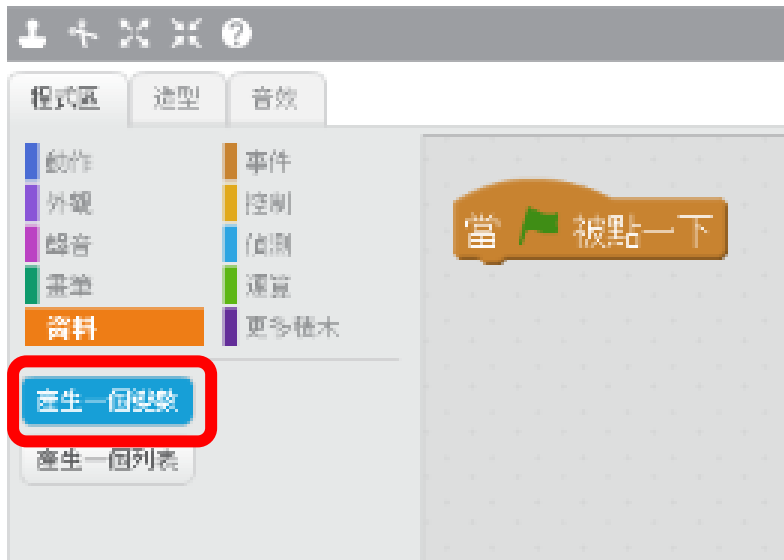 程式區 造型 音效
動作 事件
外觀 控制
聲音 偵測
畫筆 運算
資料 更多積木
當 被點一下
產生一個變數
產生一個列表